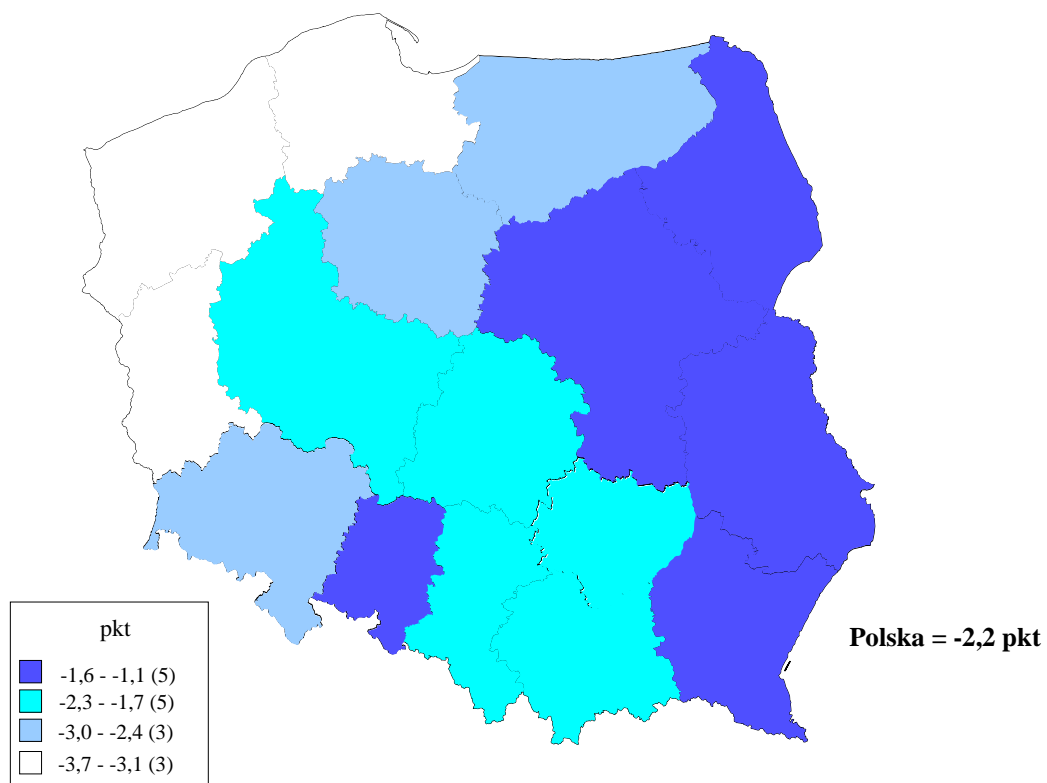 pkt
-1,6 - -1,1 (5)
-2,3 - -1,7 (5)
-3,0 - -2,4 (3)
-3,7 - -3,1 (3)
Polska = -2,2 pkt